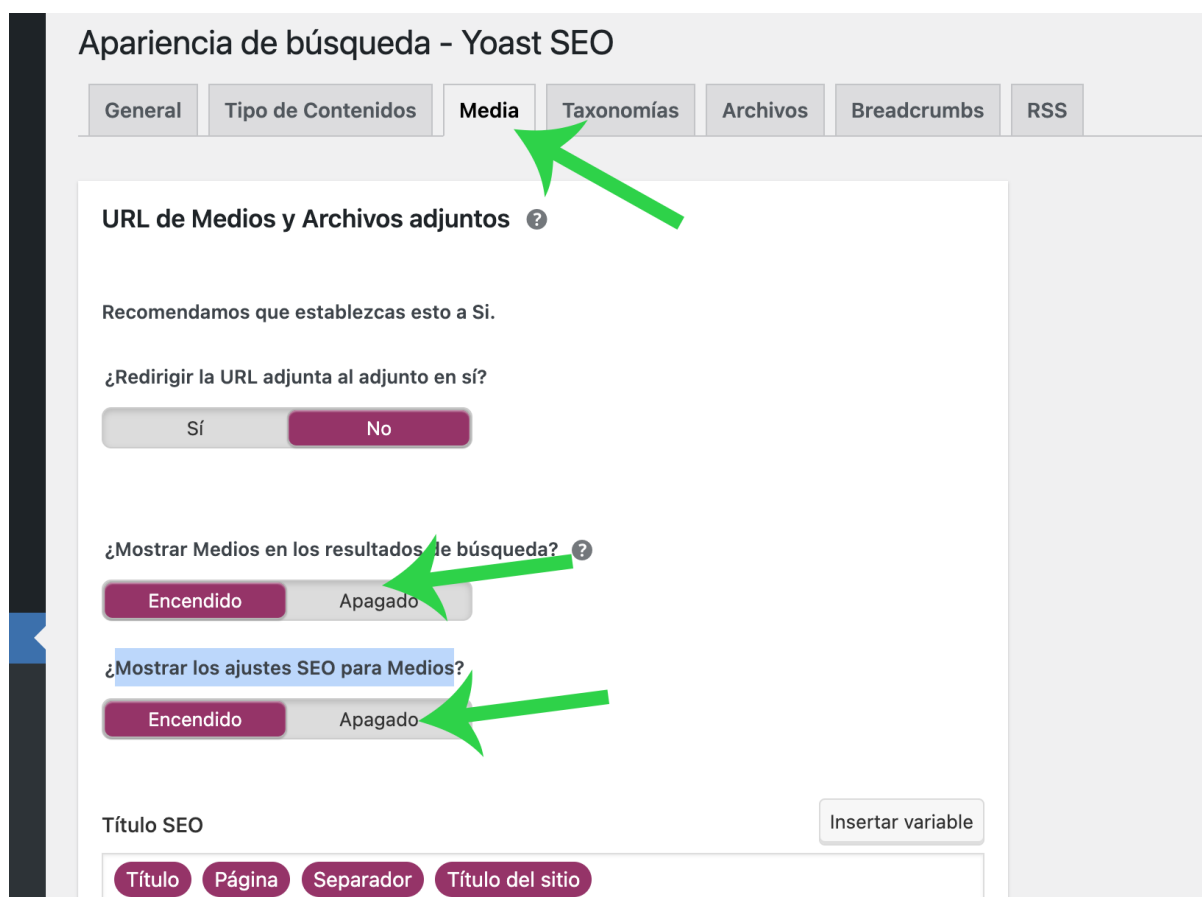 Apariencia de búsqueda - Yoast SEO
General Tipo de Contenidos Media Taxonomías Archivos Breadcrumbs RSS
URL de Medios y Archivos adjuntos ?
Recomendamos que establezcas esto a Si.
¿Redirigir la URL adjunta al adjunto en sí?
Sí No
¿Mostrar Medios en los resultados de búsqueda? ?
Encendido Apagado
¿Mostrar los ajustes SEO para Medios?
Encendido Apagado
Título SEO Insertar variable
Título Página Separador Título del sitio